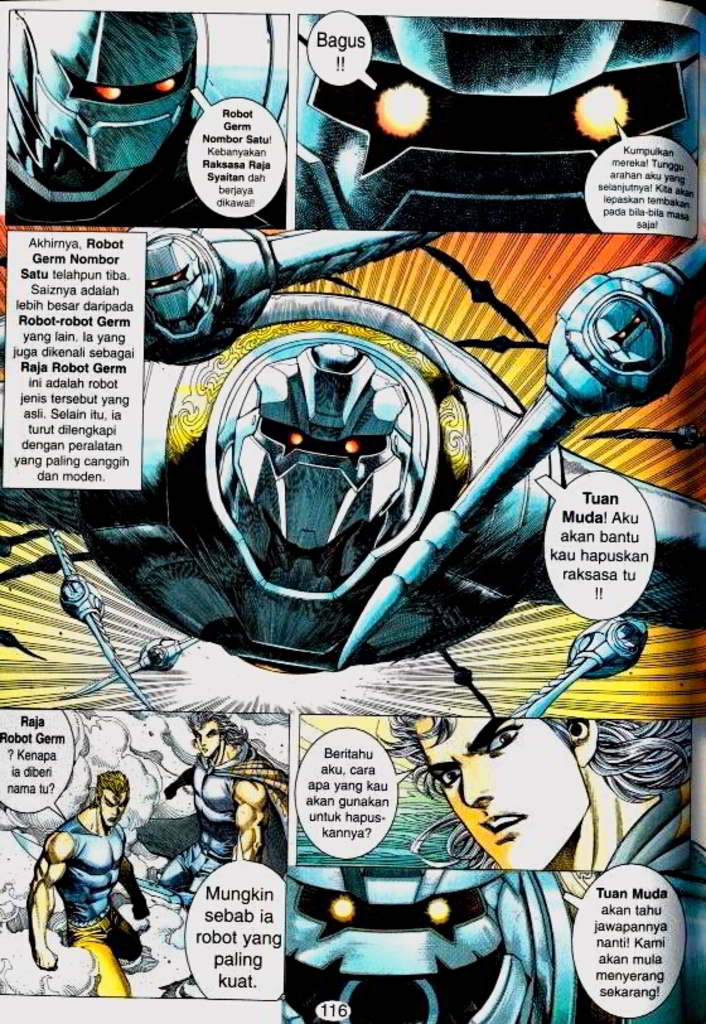 Robot
Germ
Nombor Satu!
Kebanyakan
Raksasa Raja
Syaitan dah
berjaya
dikawal!
Bagus
!!
Kumpulkan
mereka! Tunggu
arahan aku yang
selanjutnya! Kita akan
lepaskan tembakan
pada bila-bila masa
saja!
Akhirnya, Robot
Germ Nombor
Satu telahpun tiba.
Saiznya adalah
lebih besar daripada
Robot-robot Germ
yang lain. Ia yang
juga dikenali sebagai
Raja Robot Germ
ini adalah robot
jenis tersebut yang
asli. Selain itu, ia
turut dilengkapi
dengan peralatan
yang paling canggih
dan moden.
Tuan
Muda! Aku
akan bantu
kau hapuskan
raksasa tu
!!
Raja
Robot Germ
? Kenapa
ia diberi
nama tu?
Mungkin
sebab ia
robot yang
paling
kuat.
Beritahu
aku, cara
apa yang kau
akan gunakan
untuk hapus-
kannya?
Tuan Muda
akan tahu
jawapannya
nanti! Kami
akan mula
menyerang
sekarang!
116